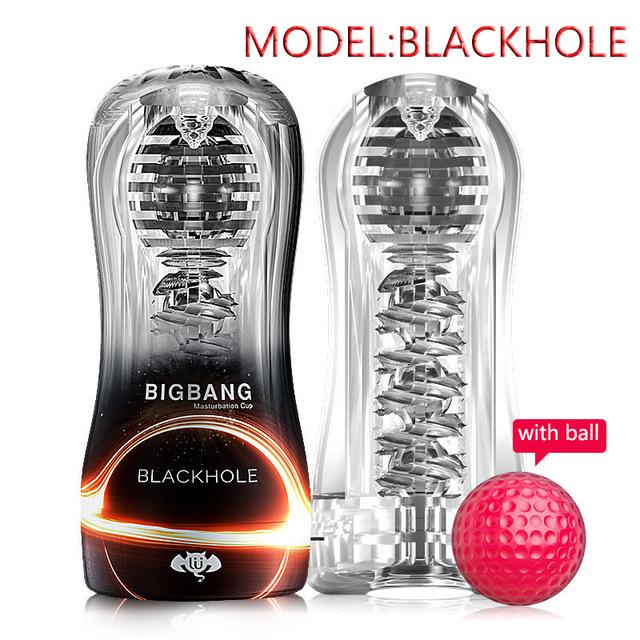 MODEL:BLACKHOLE
BIGBANG
Masturbation Cup
BLACKHOLE
with ball